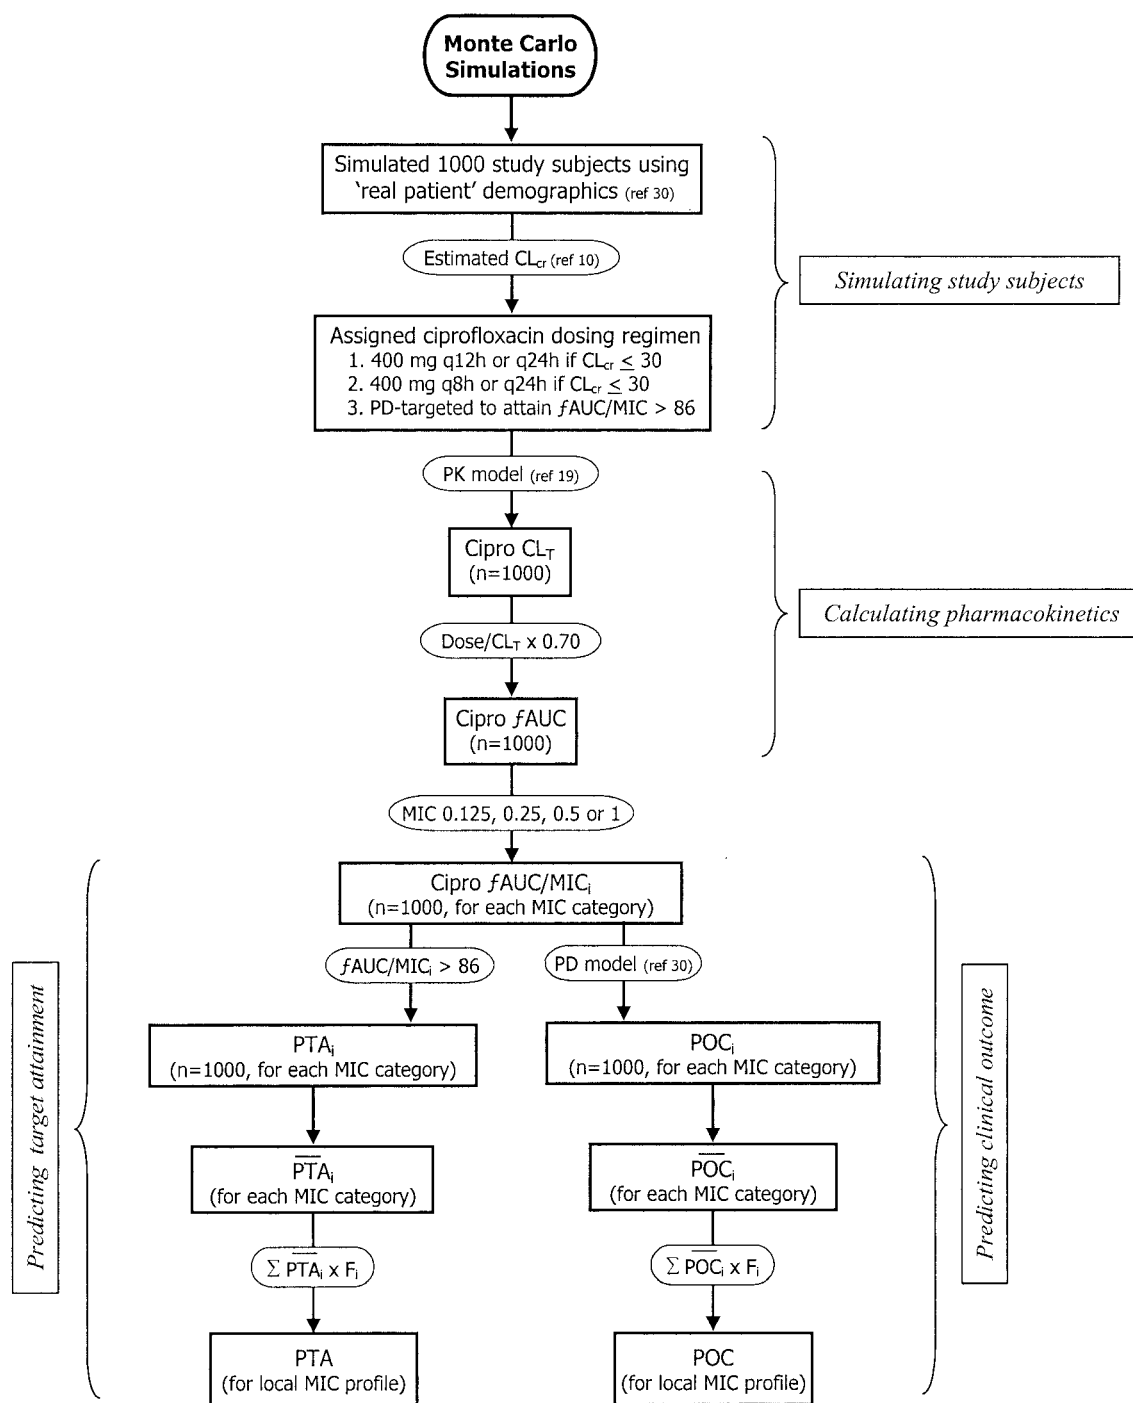 Monte Carlo
Simulations
Simulated 1000 study subjects using
‘real patient’ demographics (ref 30)
Estimated CLcr (ref 10)
Simulating study subjects
Assigned ciprofloxacin dosing regimen
1. 400 mg q12h or q24h if CLcr ≤ 30
2. 400 mg q8h or q24h if CLcr ≤ 30
3. PD-targeted to attain ƒAUC/MIC > 86
PK model (ref 19)
Cipro CLT
(n=1000)
Calculating pharmacokinetics
Dose/CLT x 0.70
Cipro ƒAUC
(n=1000)
MIC 0.125, 0.25, 0.5 or 1
Cipro ƒAUC/MICi
(n=1000, for each MIC category)
Predicting target attainment
ƒAUC/MICi > 86
PD model (ref 30)
Predicting clinical outcome
PTAi
(n=1000, for each MIC category)
POCi
(n=1000, for each MIC category)
P̅T̅A̅i
(for each MIC category)
P̅O̅C̅i
(for each MIC category)
∑ P̅T̅A̅i x Fi
∑ P̅O̅C̅i x Fi
PTA
(for local MIC profile)
POC
(for local MIC profile)